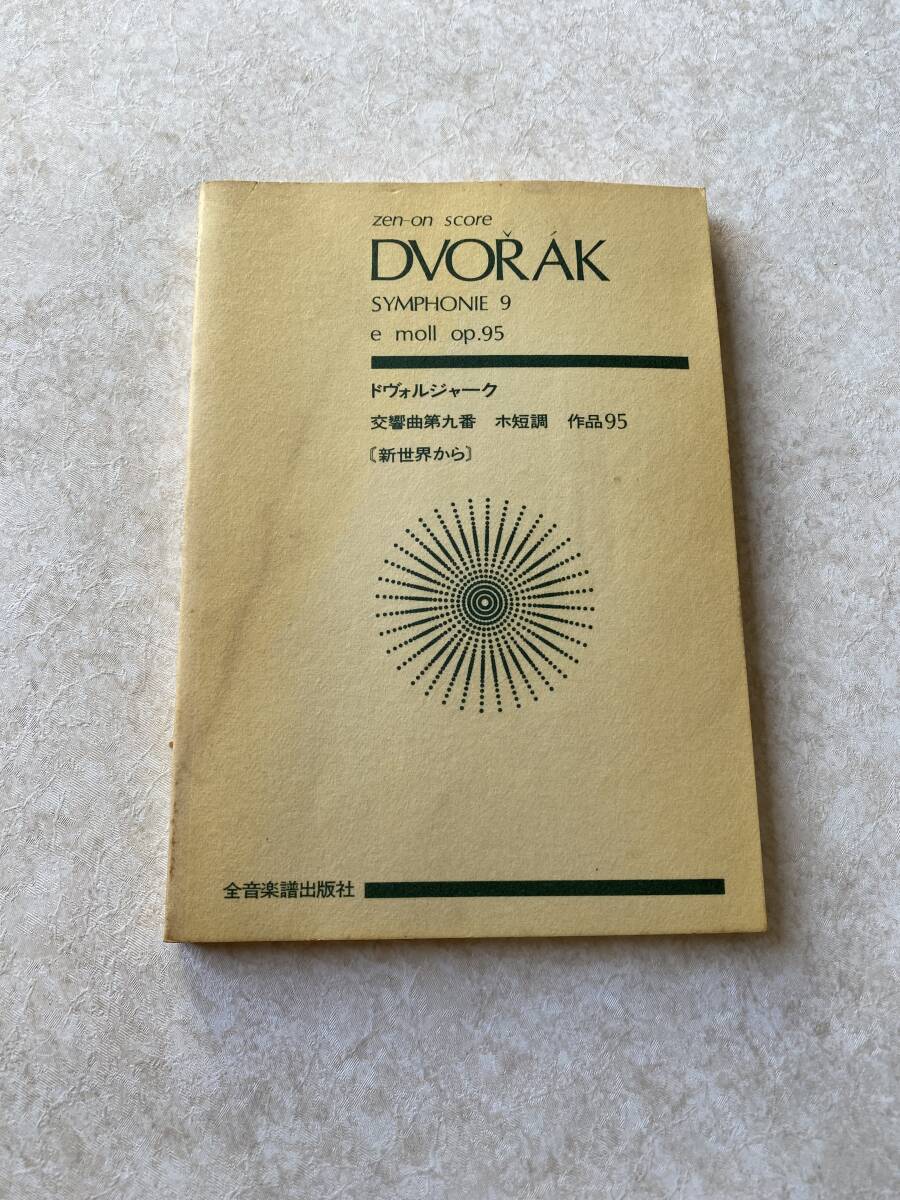 zen-on score
DVOŘÁK
SYMPHONIE 9
e moll op.95
ドヴォルジャーク
交響曲第九番 ホ短調 作品95
〔新世界から〕
全音楽譜出版社